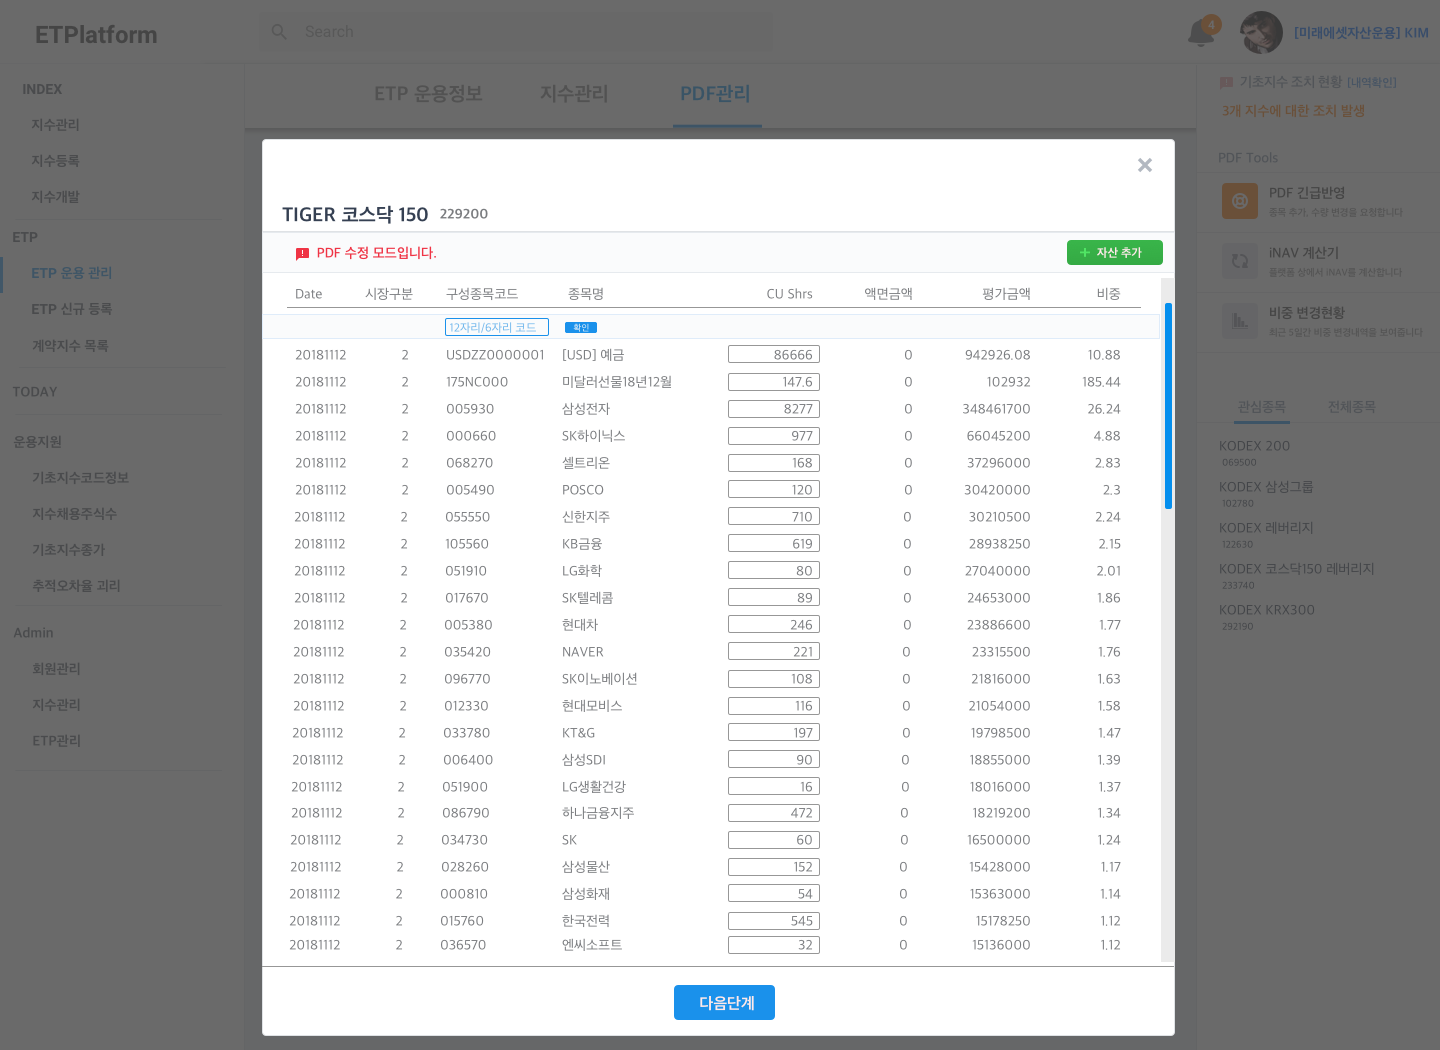 ETPlatform
Search
4
[미래에셋자산운용] KIM
INDEX
지수관리
지수등록
지수개발
ETP
ETP 운용 관리
ETP 신규 등록
계약지수 목록
TODAY
운용지원
기초지수코드정보
지수채용주식수
기초지수종가
추적오차율 괴리
Admin
회원관리
지수관리
ETP관리
ETP 운용정보 지수관리 PDF관리
TIGER 코스닥 150 229200
PDF 수정 모드입니다.
+ 자산 추가
Date 시장구분 구성종목코드 종목명 CU Shrs 액면금액 평가금액 비중
12자리/6자리 코드 확인
20181112 2 USDZZ0000001 [USD] 예금 86666 0 942926.08 10.88
20181112 2 175NC000 미달러선물18년12월 147.6 0 102932 185.44
20181112 2 005930 삼성전자 8277 0 348461700 26.24
20181112 2 000660 SK하이닉스 977 0 66045200 4.88
20181112 2 068270 셀트리온 168 0 37296000 2.83
20181112 2 005490 POSCO 120 0 30420000 2.3
20181112 2 055550 신한지주 710 0 30210500 2.24
20181112 2 105560 KB금융 619 0 28938250 2.15
20181112 2 051910 LG화학 80 0 27040000 2.01
20181112 2 017670 SK텔레콤 89 0 24653000 1.86
20181112 2 005380 현대차 246 0 23886600 1.77
20181112 2 035420 NAVER 221 0 23315500 1.76
20181112 2 096770 SK이노베이션 108 0 21816000 1.63
20181112 2 012330 현대모비스 116 0 21054000 1.58
20181112 2 033780 KT&G 197 0 19798500 1.47
20181112 2 006400 삼성SDI 90 0 18855000 1.39
20181112 2 051900 LG생활건강 16 0 18016000 1.37
20181112 2 086790 하나금융지주 472 0 18219200 1.34
20181112 2 034730 SK 60 0 16500000 1.24
20181112 2 028260 삼성물산 152 0 15428000 1.17
20181112 2 000810 삼성화재 54 0 15363000 1.14
20181112 2 015760 한국전력 545 0 15178250 1.12
20181112 2 036570 엔씨소프트 32 0 15136000 1.12
다음단계
기초지수 조치 현황 [내역확인]
3개 지수에 대한 조치 발생
PDF Tools
PDF 긴급반영
종목 추가, 수량 변경을 요청합니다
iNAV 계산기
플랫폼 상에서 iNAV를 계산합니다
비중 변경현황
최근 5일간 비중 변경내역을 보여줍니다
관심종목 전체종목
KODEX 200
069500
KODEX 삼성그룹
102780
KODEX 레버리지
122630
KODEX 코스닥150 레버리지
233740
KODEX KRX300
292190